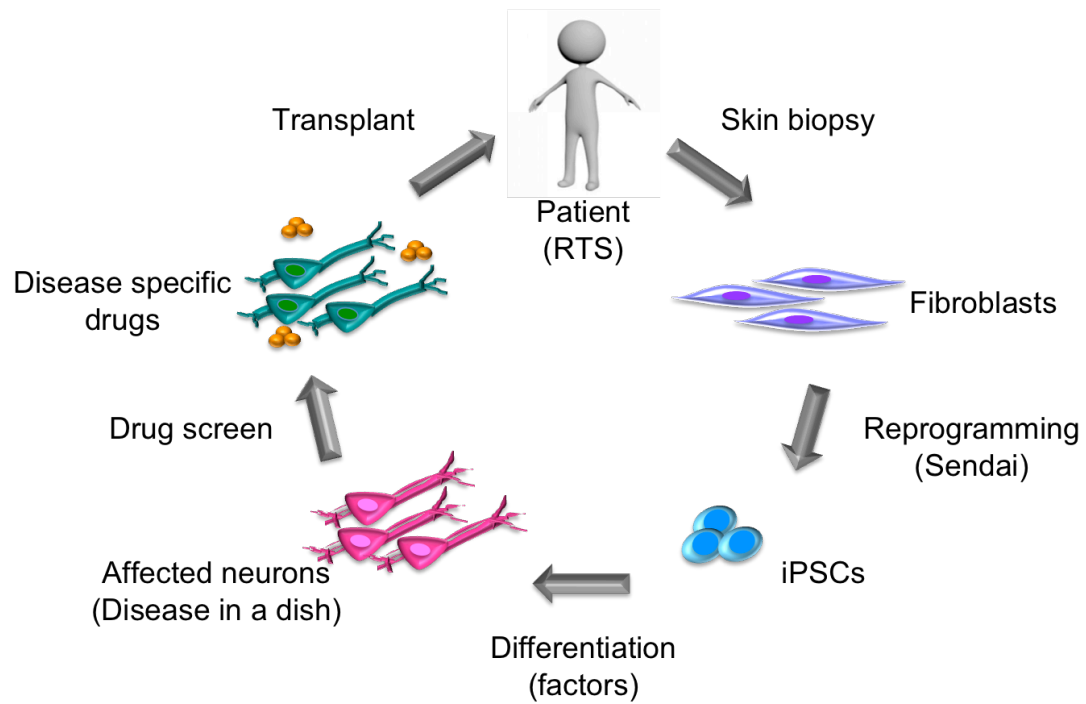 Transplant
Skin biopsy
Patient
(RTS)
Disease specific
drugs
Fibroblasts
Drug screen
Reprogramming
(Sendai)
Affected neurons
(Disease in a dish)
iPSCs
Differentiation
(factors)